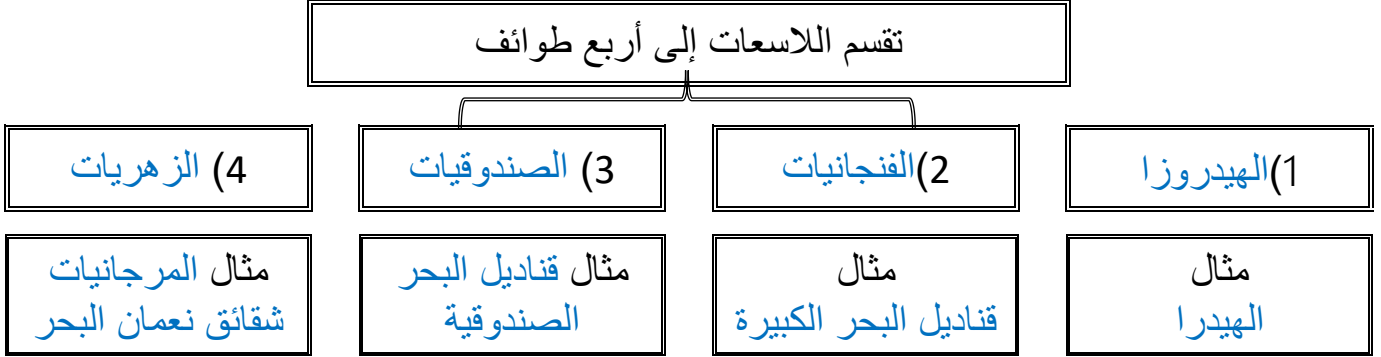 تقسم اللاسعات إلى أربع طوائف
1)الهيدروزا
2)الفنجانيات
3) الصندوقيات
4) الزهريات
مثال
الهيدرا
مثال
قناديل البحر الكبيرة
مثال قناديل البحر
الصندوقية
مثال المرجانيات
شقائق نعمان البحر